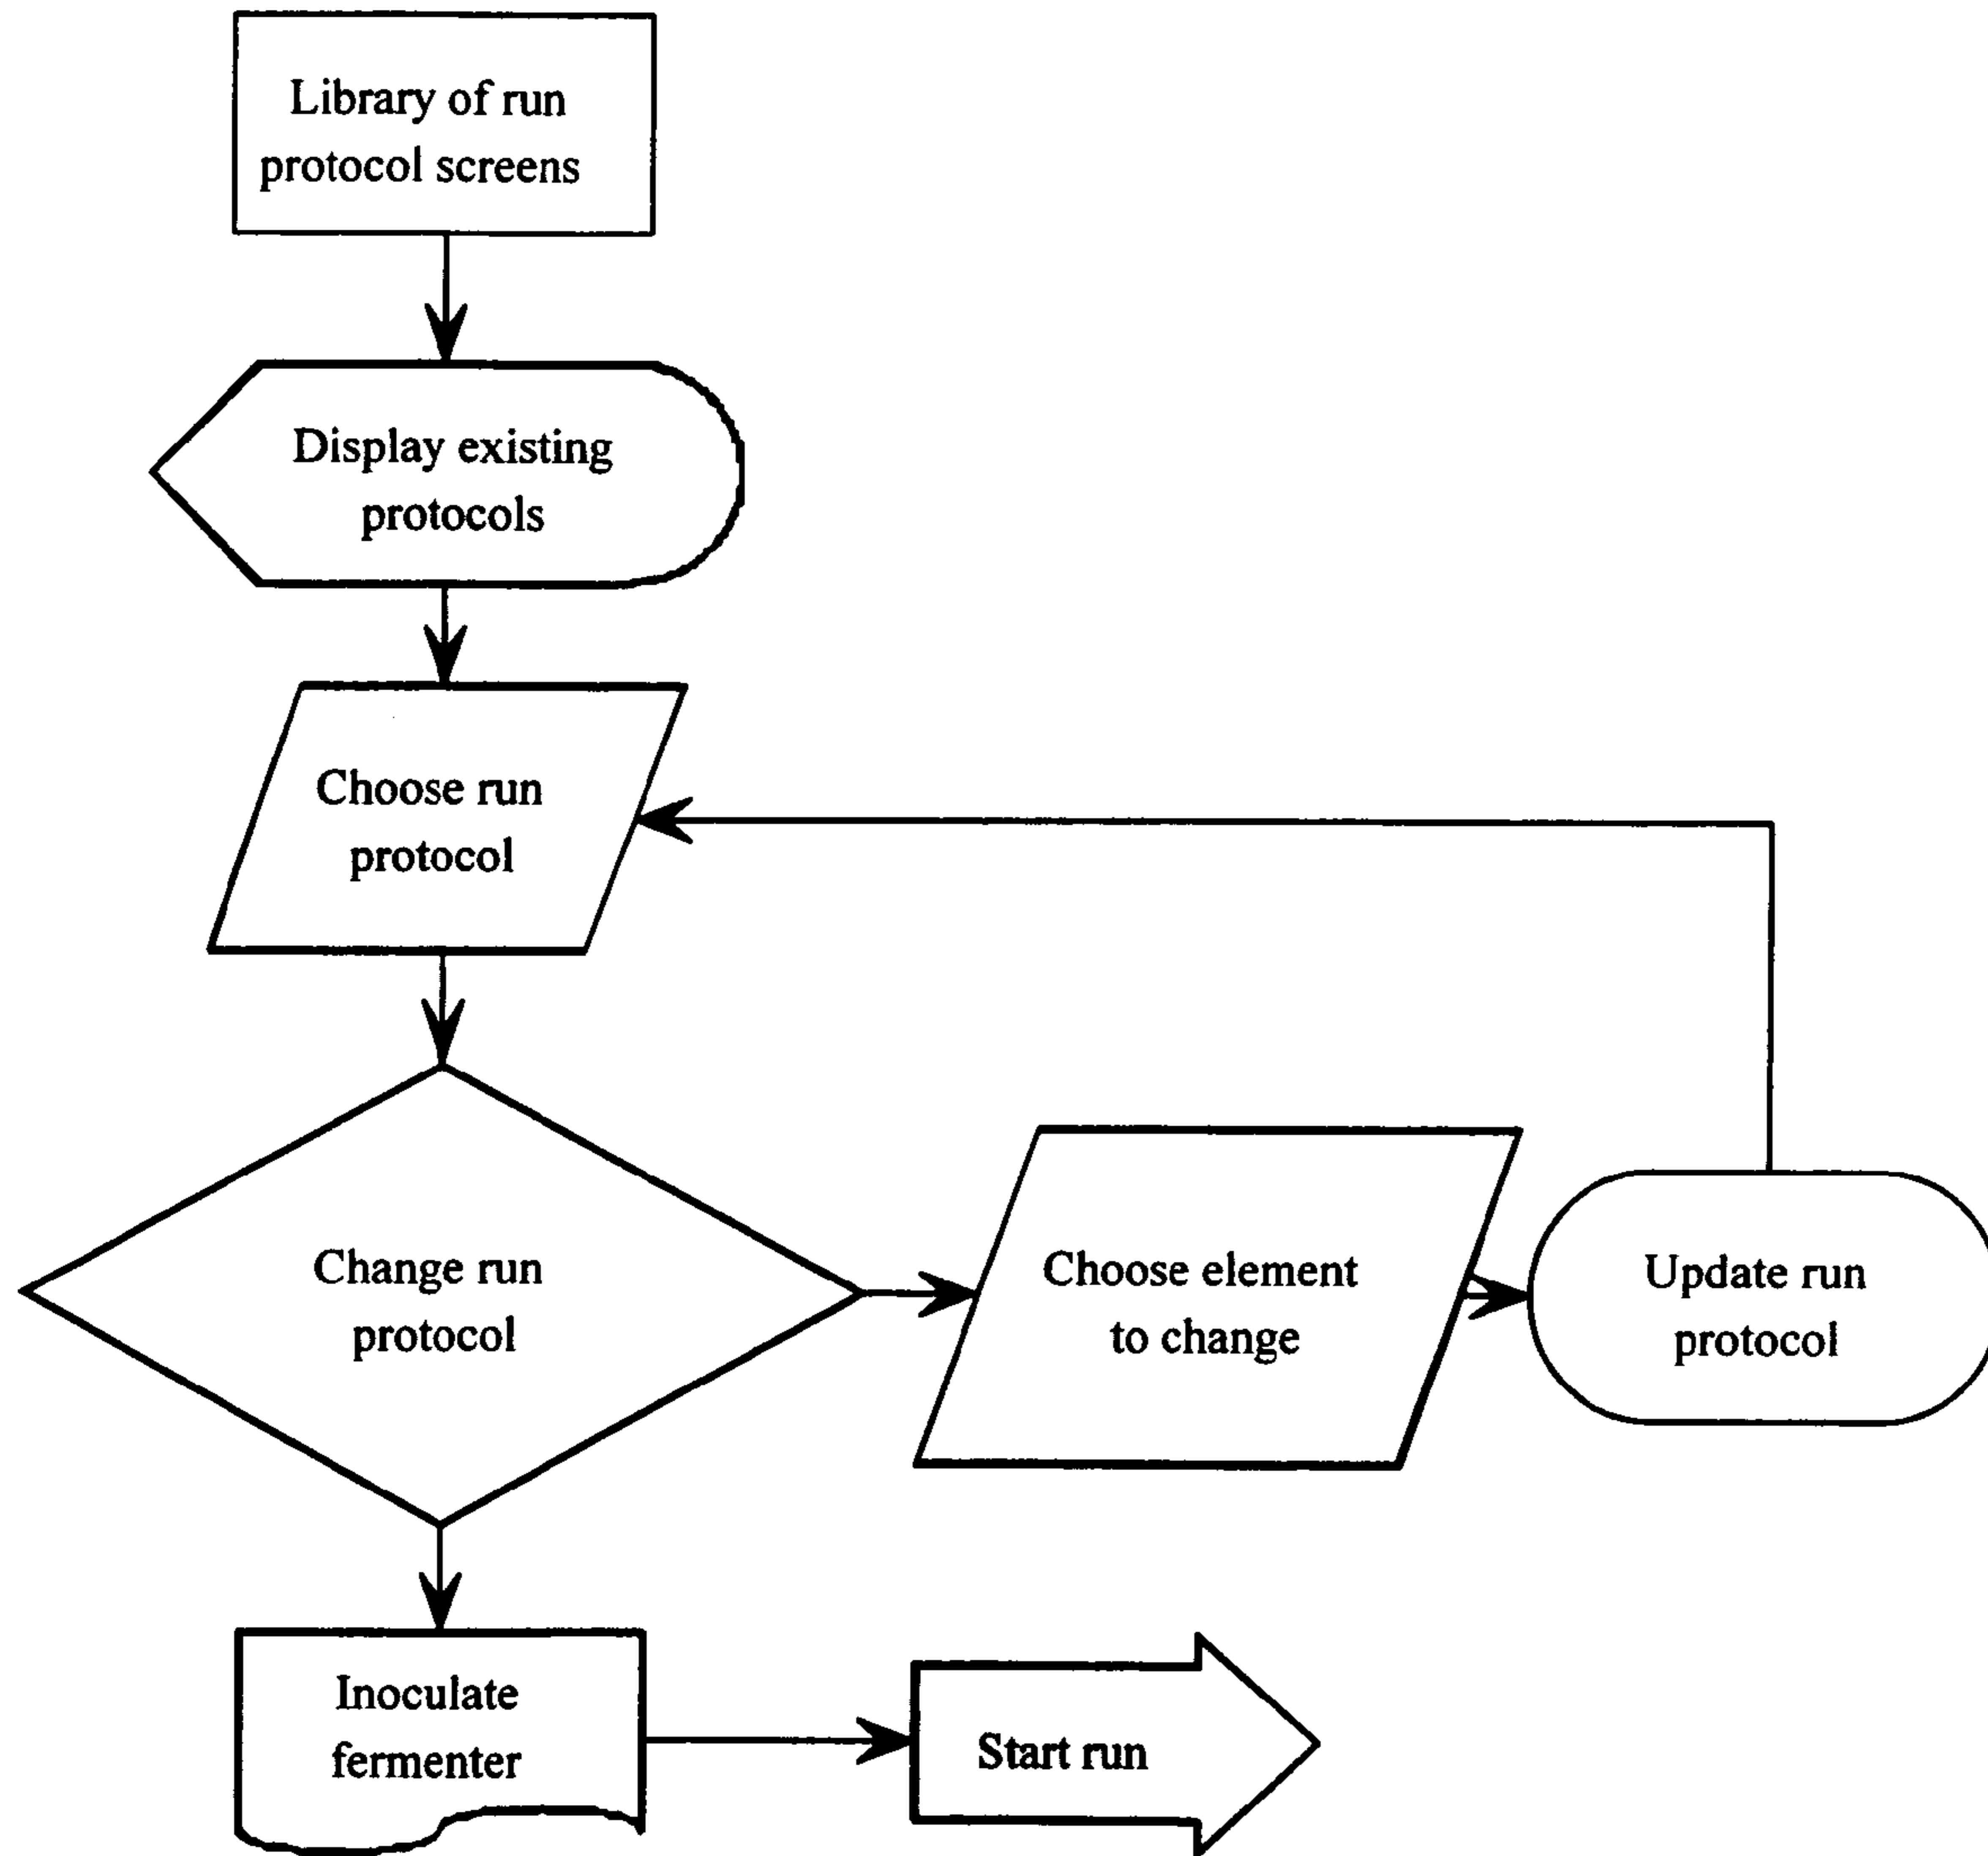 Library of run
protocol screens
Display existing
protocols
Choose run
protocol
Change run
protocol
Choose element
to change
Update run
protocol
Inoculate
fermenter
Start run